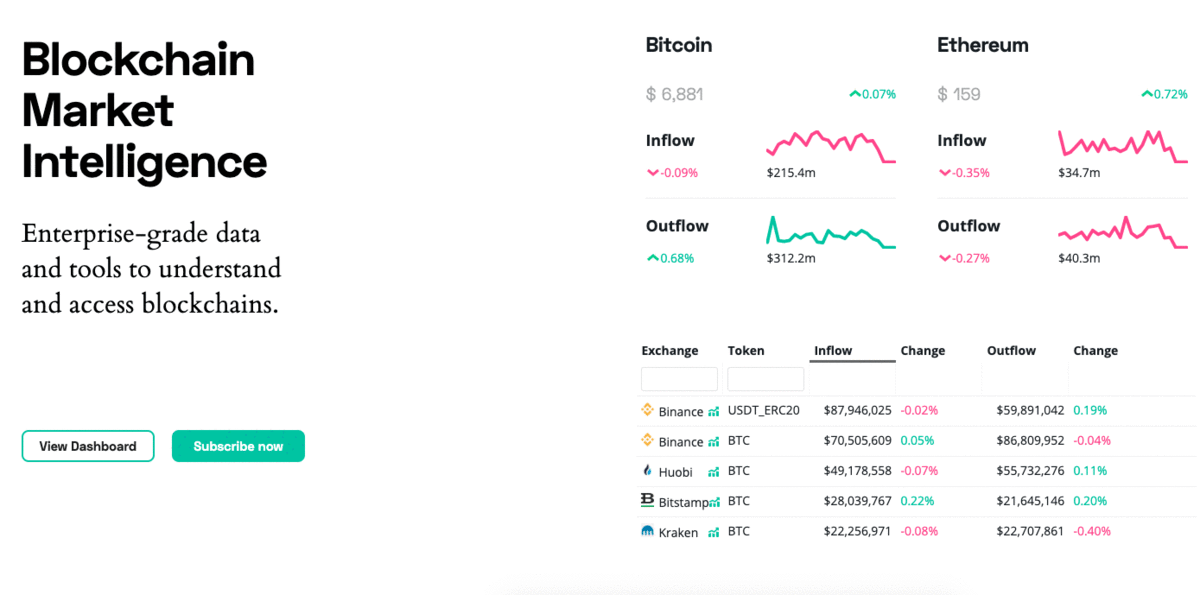 Blockchain
Market
Intelligence
Enterprise-grade data
and tools to understand
and access blockchains.
View Dashboard
Subscribe now
Bitcoin
$ 6,881
0.07%
Inflow
-0.09%
$215.4m
Outflow
0.68%
$312.2m
Ethereum
$ 159
0.72%
Inflow
-0.35%
$34.7m
Outflow
-0.27%
$40.3m
Exchange Token Inflow Change Outflow Change
Binance USDT_ERC20 $87,946,025 -0.02% $59,891,042 0.19%
Binance BTC $70,505,609 0.05% $86,809,952 -0.04%
Huobi BTC $49,178,558 -0.07% $55,732,276 0.11%
Bitstamp BTC $28,039,767 0.22% $21,645,146 0.20%
Kraken BTC $22,256,971 -0.08% $22,707,861 -0.40%